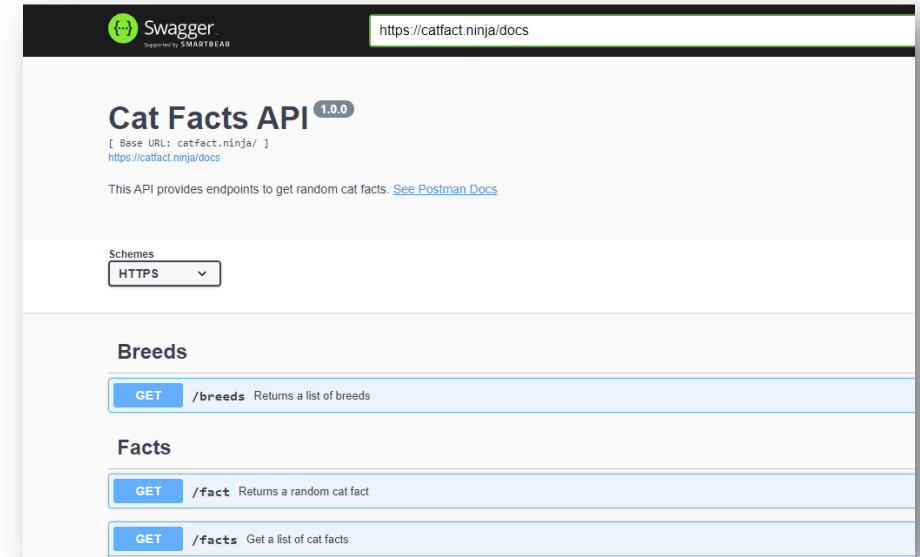 {...} Swagger.
Supported by SMARTBEAR
https://catfact.ninja/docs
Cat Facts API 1.0.0
[ Base URL: catfact.ninja/ ]
https://catfact.ninja/docs
This API provides endpoints to get random cat facts. See Postman Docs
Schemes
HTTPS
Breeds
GET /breeds Returns a list of breeds
Facts
GET /fact Returns a random cat fact
GET /facts Get a list of cat facts